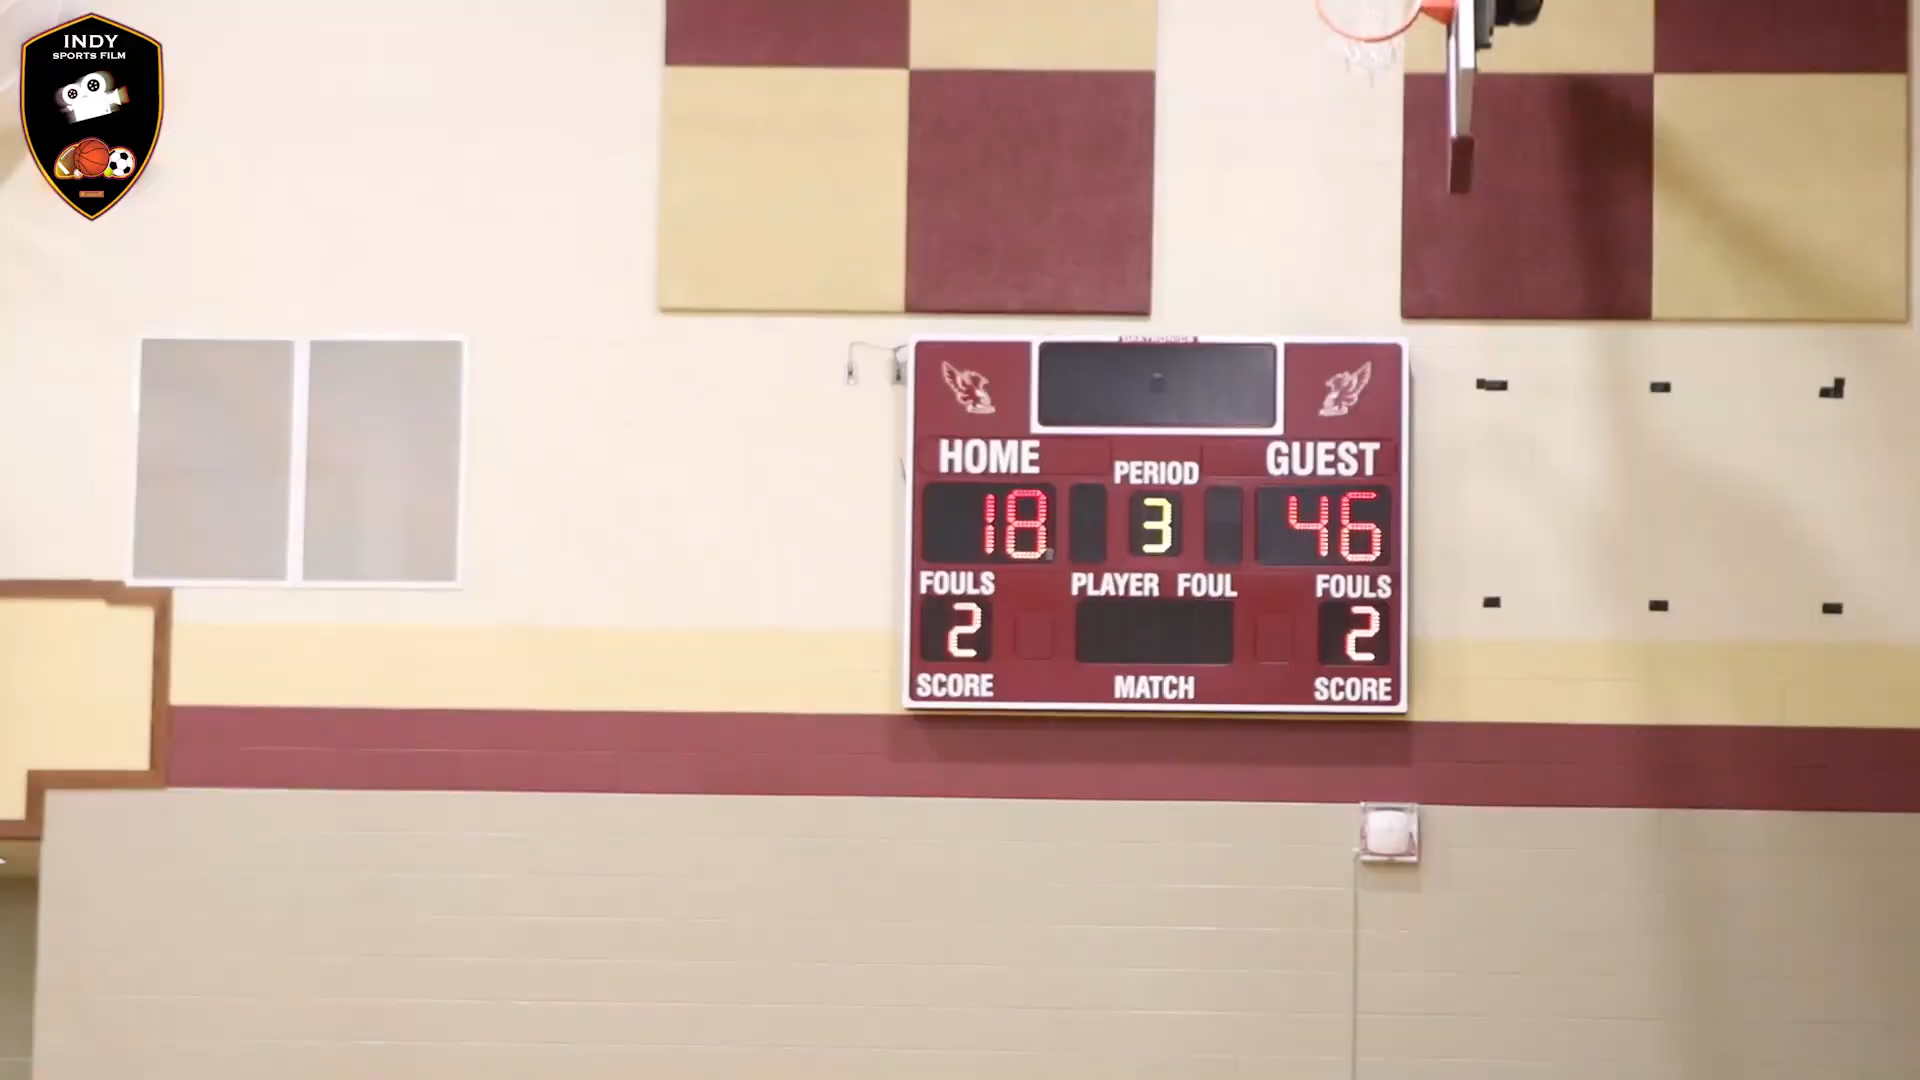 INDY
SPORTS FILM
HOME
PERIOD
GUEST
18
3
46
FOULS
PLAYER FOUL
FOULS
2
2
SCORE
MATCH
SCORE